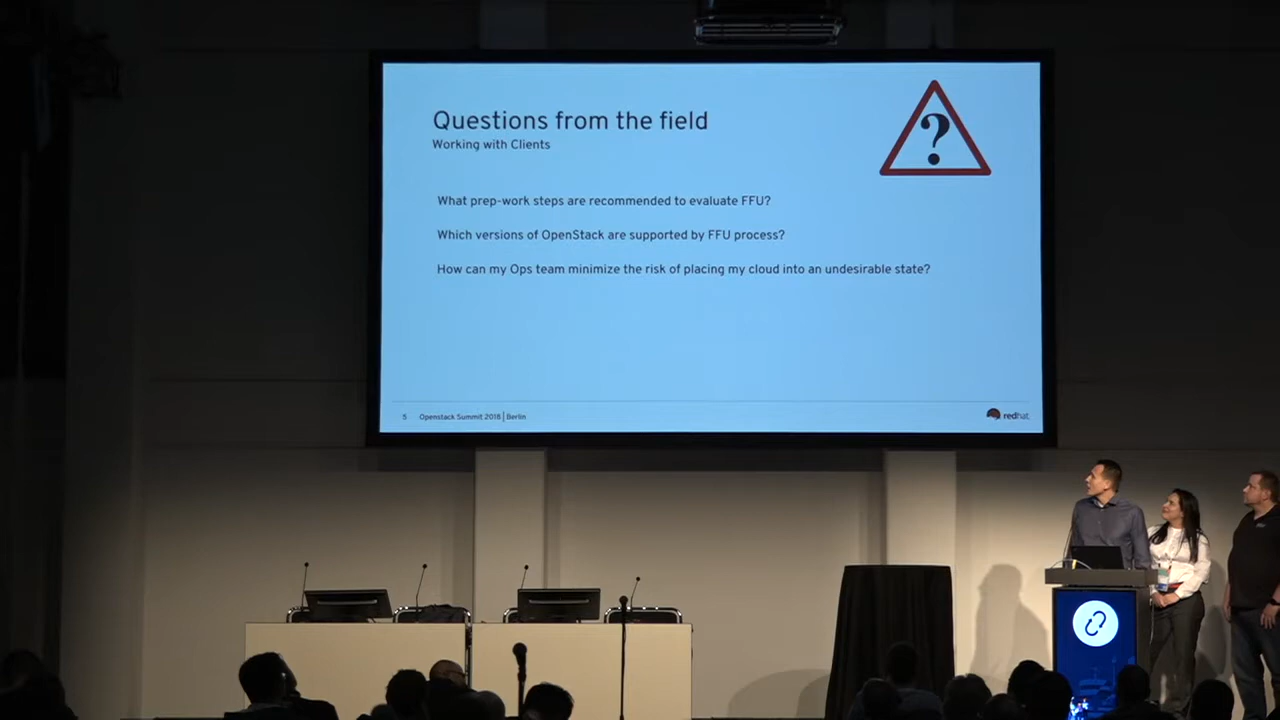 Questions from the field
Working with Clients
?
What prep-work steps are recommended to evaluate FFU?
Which versions of OpenStack are supported by FFU process?
How can my Ops team minimize the risk of placing my cloud into an undesirable state?
5 Openstack Summit 2018 | Berlin
redhat.